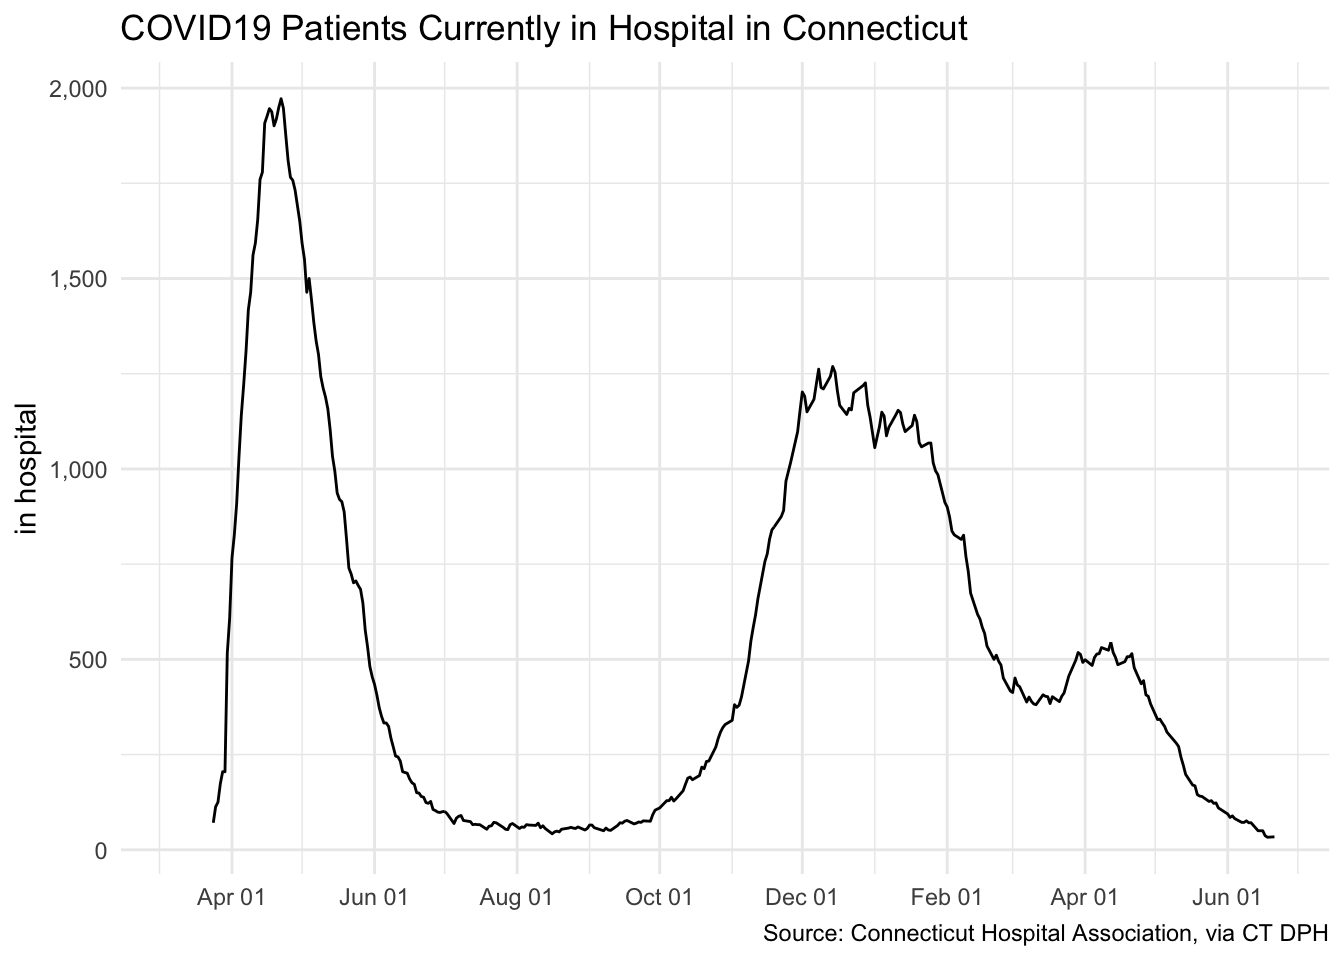 COVID19 Patients Currently in Hospital in Connecticut
2,000
1,500
1,000
500
0
in hospital
Apr 01 Jun 01 Aug 01 Oct 01 Dec 01 Feb 01 Apr 01 Jun 01
Source: Connecticut Hospital Association, via CT DPH